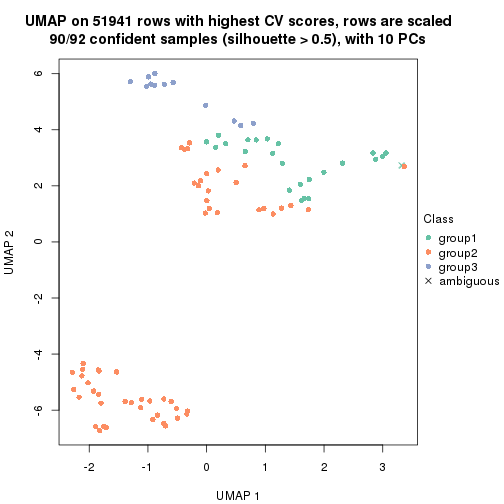 UMAP on 51941 rows with highest CV scores, rows are scaled
90/92 confident samples (silhouette > 0.5), with 10 PCs
6
4
2
0
-2
-4
-6
UMAP 2
Class
group1
group2
group3
ambiguous
-2
-1
0
1
2
3
UMAP 1